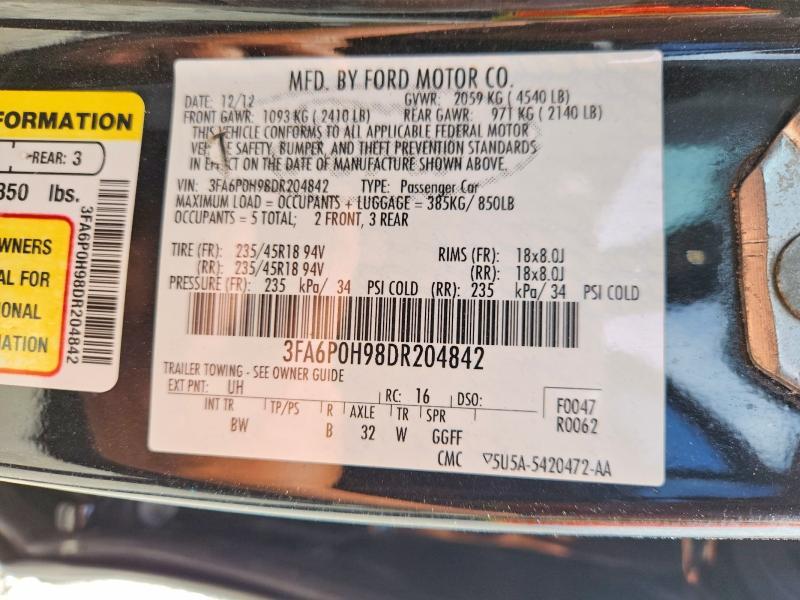 MFD. BY FORD MOTOR CO.
DATE: 12/12 GVWR: 2059 KG ( 4540 LB)
FRONT GAWR: 1093 KG ( 2410 LB) REAR GAWR: 971 KG ( 2140 LB)
THIS VEHICLE CONFORMS TO ALL APPLICABLE FEDERAL MOTOR
VEHICLE SAFETY, BUMPER, AND THEFT PREVENTION STANDARDS
IN EFFECT ON THE DATE OF MANUFACTURE SHOWN ABOVE.
VIN: 3FA6P0H98DR204842 TYPE: Passenger Car
MAXIMUM LOAD = OCCUPANTS + LUGGAGE = 385KG/ 850LB
OCCUPANTS = 5 TOTAL; 2 FRONT, 3 REAR
TIRE (FR): 235/45R18 94V RIMS (FR): 18x8.0J
(RR): 235/45R18 94V (RR): 18x8.0J
PRESSURE (FR): 235 kPa/ 34 PSI COLD (RR): 235 kPa/ 34 PSI COLD
3FA6P0H98DR204842
TRAILER TOWING - SEE OWNER GUIDE
EXT PNT: UH RC: 16 DSO:
INT TR TP/PS R AXLE TR SPR F0047
BW B 32 W GGFF R0062
CMC ▽5U5A-5420472-AA
FORMATION
REAR: 3
350 lbs.
WNERS
AL FOR
IONAL
MATION
3FA6P0H98DR204842